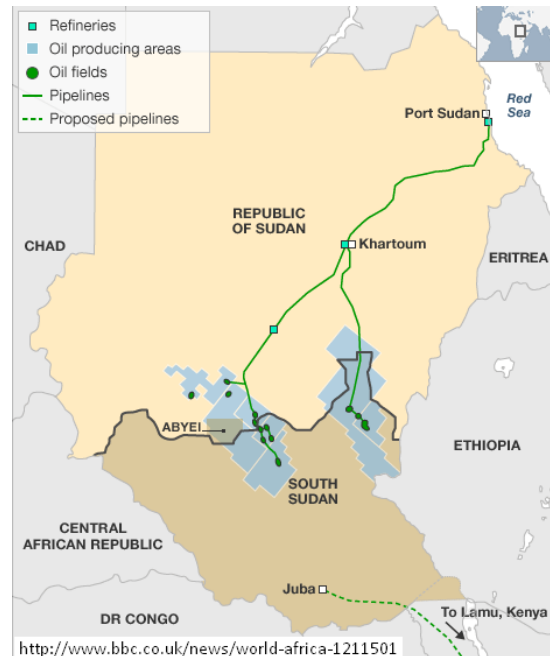 Refineries
Oil producing areas
Oil fields
Pipelines
Proposed pipelines
Port Sudan
Red
Sea
REPUBLIC
OF SUDAN
Khartoum
CHAD
ERITREA
ABYEI
ETHIOPIA
SOUTH
SUDAN
CENTRAL
AFRICAN REPUBLIC
Juba
To Lamu, Kenya
DR CONGO
http://www.bbc.co.uk/news/world-africa-1211501